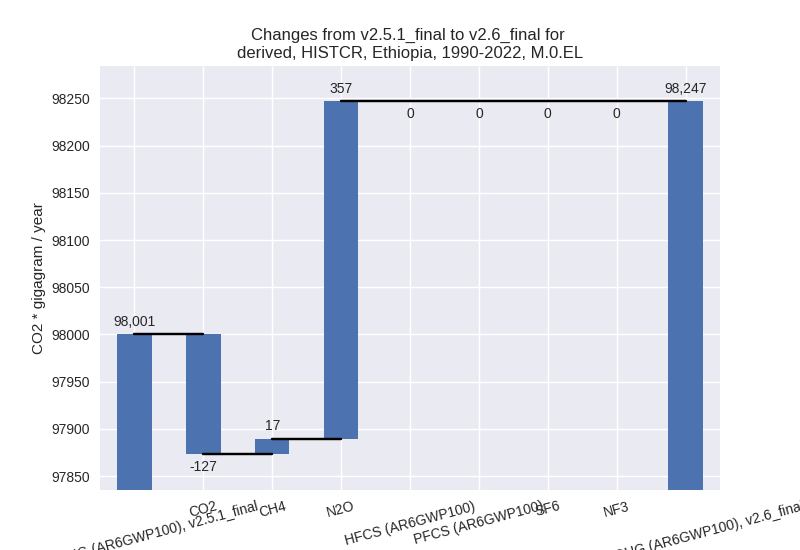 Changes from v2.5.1_final to v2.6_final for
derived, HISTCR, Ethiopia, 1990-2022, M.0.EL
CO2 * gigagram / year
98250
98200
98150
98100
98050
98000
97950
97900
97850
98,001
-127
17
357
0
0
0
0
98,247
(AR6GWP100), v2.5.1_final
CO2
CH4
N2O
HFCS (AR6GWP100)
PFCS (AR6GWP100)
SF6
NF3
(AR6GWP100), v2.6_final